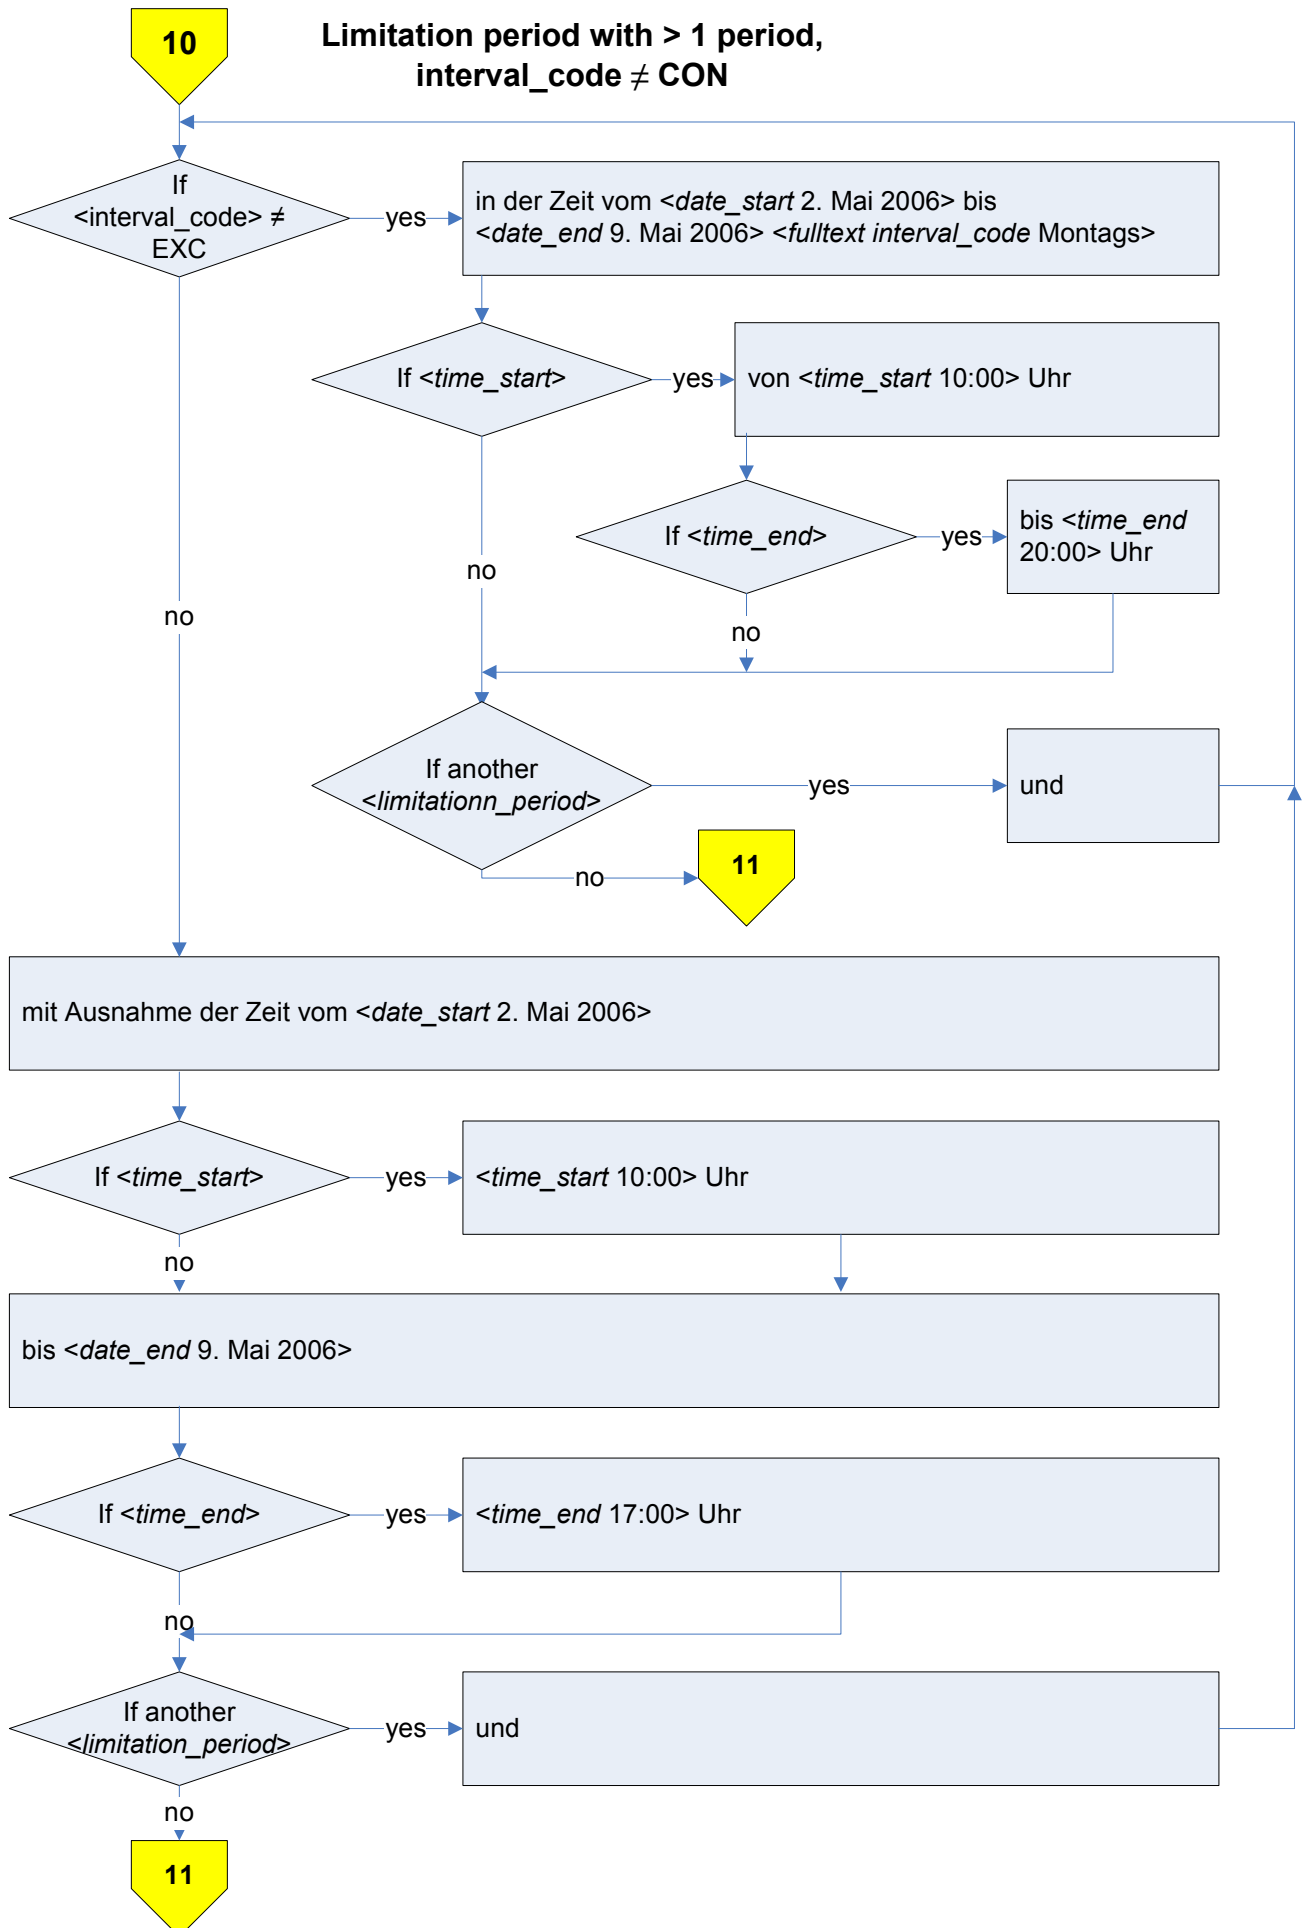 10
Limitation period with > 1 period,
interval_code ≠ CON
If
<interval_code> ≠
EXC
yes
in der Zeit vom <date_start 2. Mai 2006> bis
<date_end 9. Mai 2006> <fulltext interval_code Montags>
If <time_start>
yes
von <time_start 10:00> Uhr
If <time_end>
yes
bis <time_end
20:00> Uhr
no
no
no
If another
<limitationn_period>
yes
und
no
11
mit Ausnahme der Zeit vom <date_start 2. Mai 2006>
If <time_start>
yes
<time_start 10:00> Uhr
no
bis <date_end 9. Mai 2006>
If <time_end>
yes
<time_end 17:00> Uhr
no
If another
<limitation_period>
yes
und
no
11